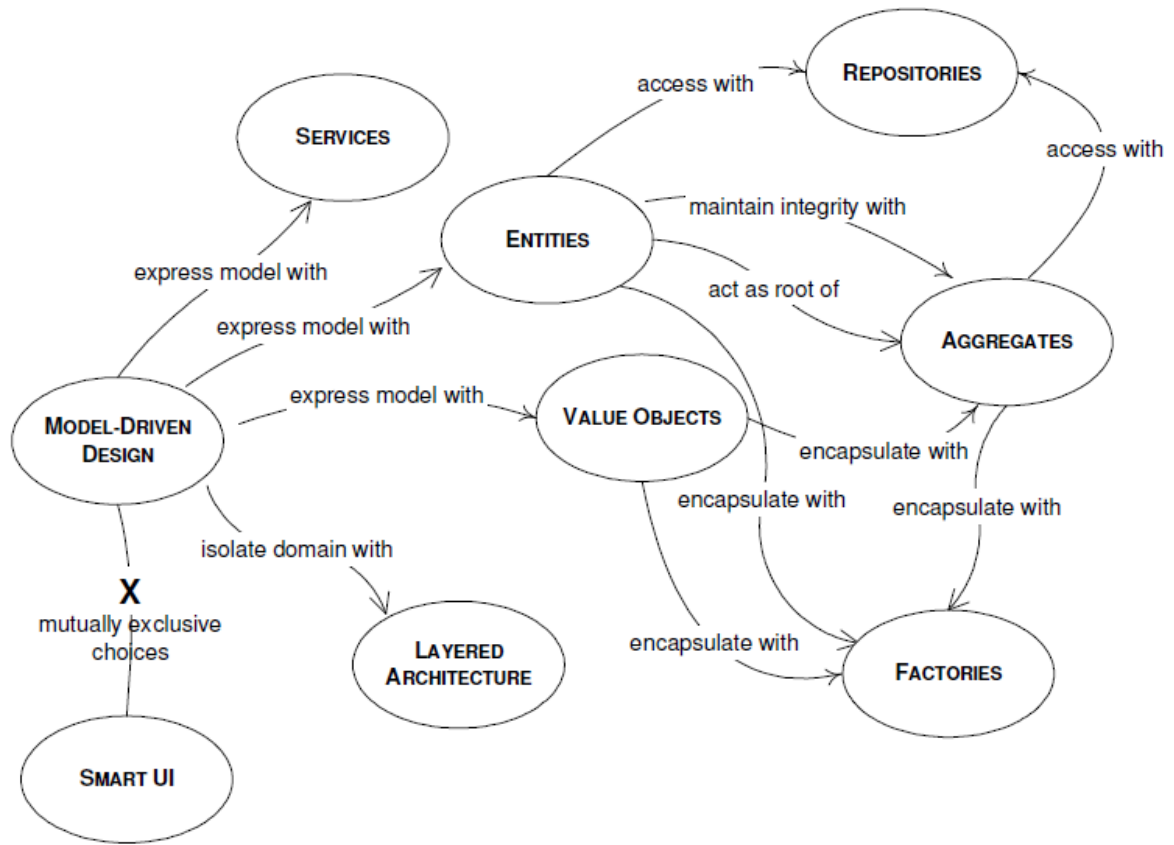 REPOSITORIES
access with
SERVICES
access with
maintain integrity with
ENTITIES
express model with
act as root of
express model with
AGGREGATES
express model with
MODEL-DRIVEN
DESIGN
VALUE OBJECTS
encapsulate with
encapsulate with
encapsulate with
isolate domain with
X
mutually exclusive
choices
encapsulate with
LAYERED
ARCHITECTURE
FACTORIES
SMART UI